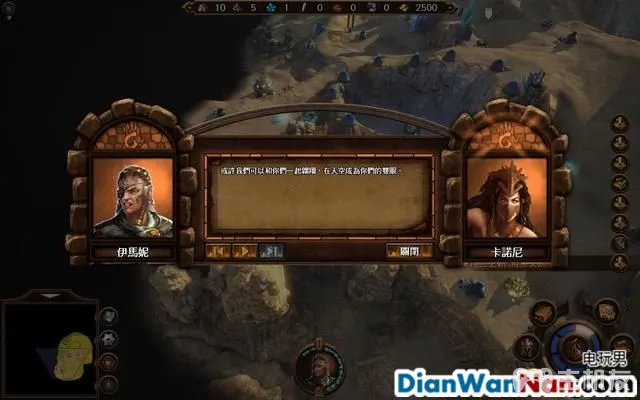 10 5 1 0 0 0 2500
或許我們可以和你們一起翱翔，在天空成為你們的雙眼。
伊馬妮
關閉
卡諾尼
电玩男
DianWanNan.com